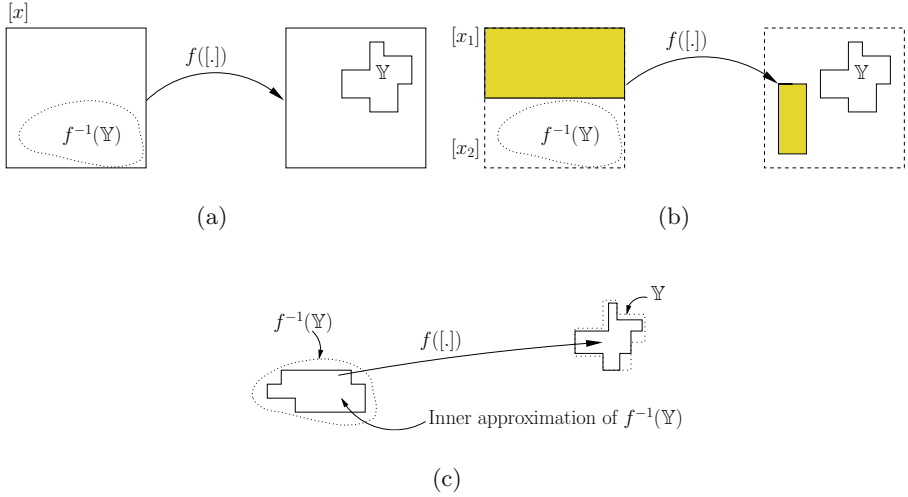 [x]
f([.])
𝕐
f⁻¹(𝕐)
(a)
[x₁]
f([.])
𝕐
f⁻¹(𝕐)
[x₂]
(b)
𝕐
f⁻¹(𝕐)
f([.])
Inner approximation of f⁻¹(𝕐)
(c)